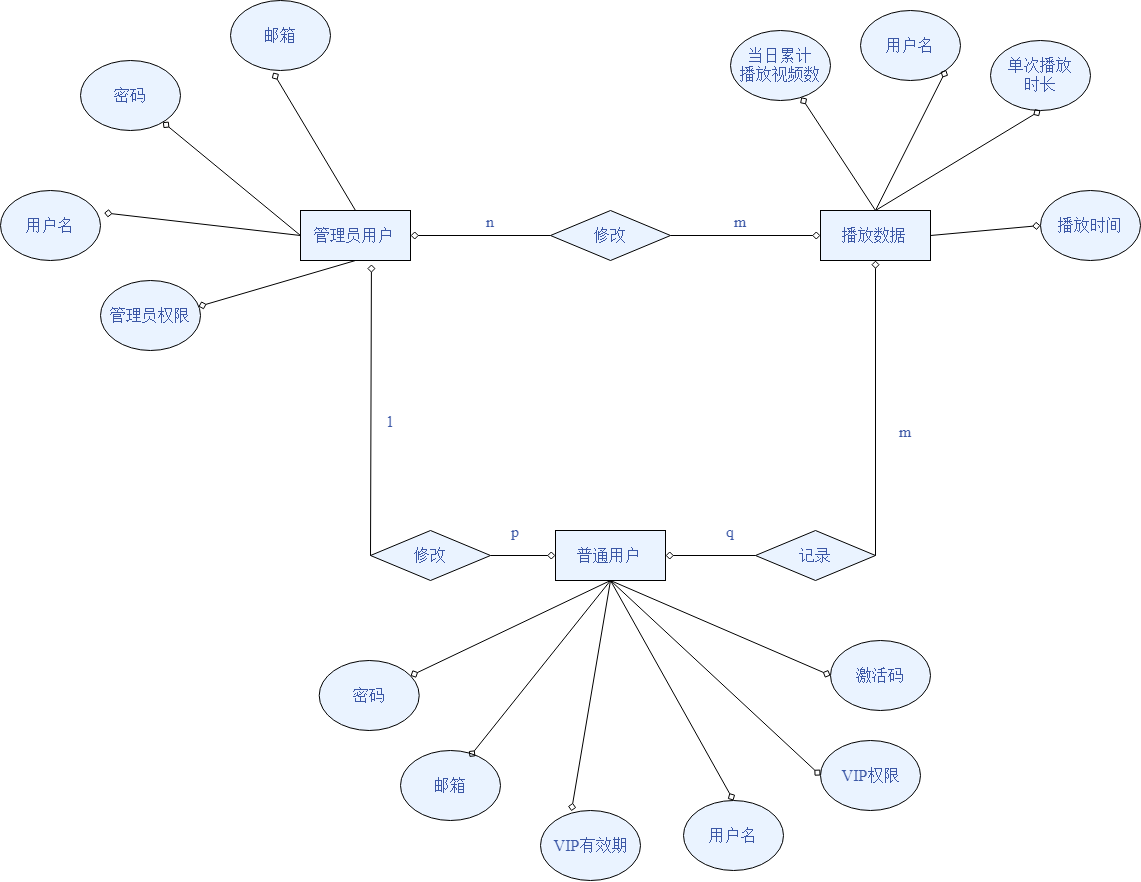 邮箱
用户名
当日累计
播放视频数
单次播放
时长
密码
用户名
播放时间
管理员用户
n
修改
m
播放数据
管理员权限
l
m
修改
p
普通用户
q
记录
激活码
密码
VIP权限
邮箱
用户名
VIP有效期